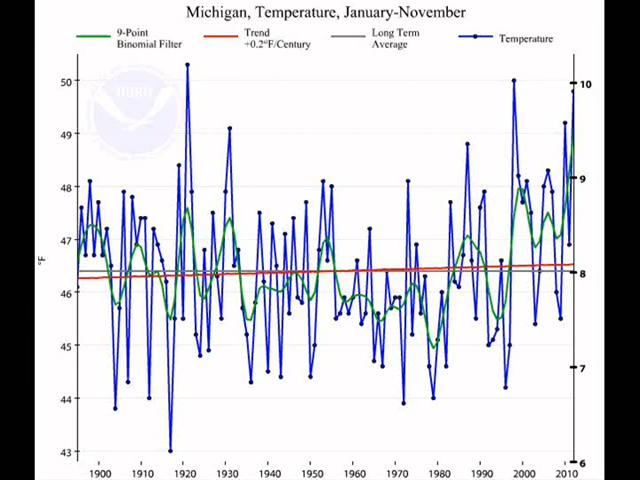 Michigan, Temperature, January-November
9-Point
Binomial Filter
Trend
+0.2°F/Century
Long Term
Average
Temperature
50
49
48
47
46
45
44
43
°F
10
9
8
7
6
1900 1910 1920 1930 1940 1950 1960 1970 1980 1990 2000 2010